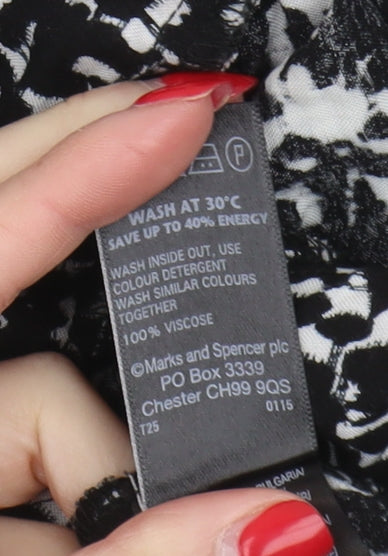 P
WASH AT 30°C
SAVE UP TO 40% ENERGY
WASH INSIDE OUT, USE
COLOUR DETERGENT
WASH SIMILAR COLOURS
TOGETHER
100% VISCOSE
©Marks and Spencer plc
PO Box 3339
Chester CH99 9QS
T25 0115